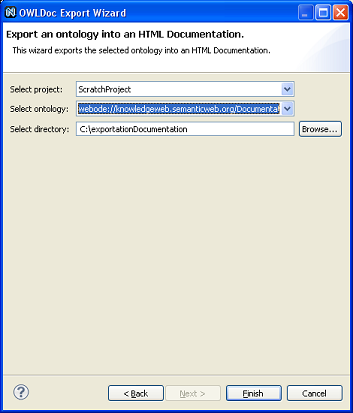 OWLDoc Export Wizard
Export an ontology into an HTML Documentation.
This wizard exports the selected ontology into an HTML Documentation.
Select project: ScratchProject
Select ontology: webode://knowledgeweb.semanticweb.org/Documenta
Select directory: C:\exportationDocumentation Browse...
? < Back Next > Finish Cancel